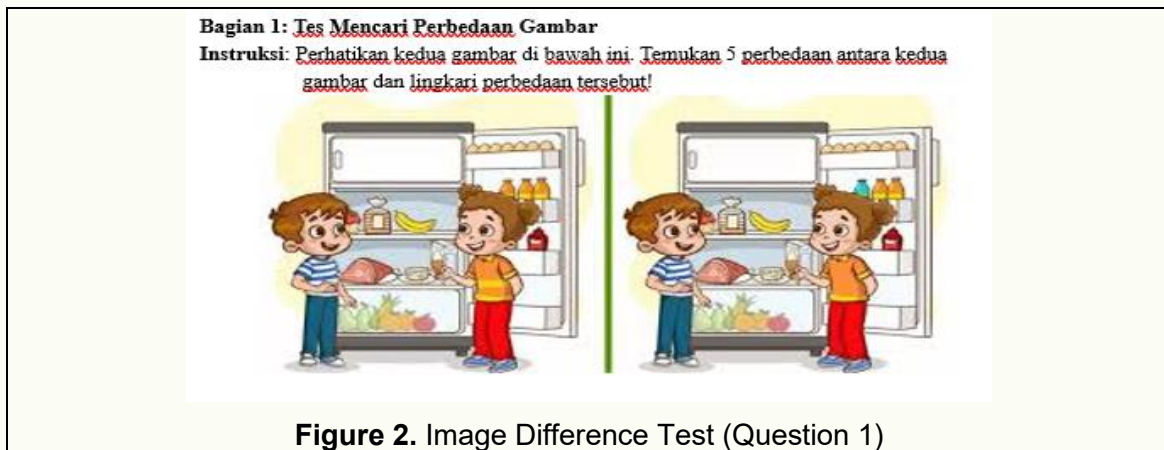 Bagian 1: Tes Mencari Perbedaan Gambar
Instruksi: Perhatikan kedua gambar di bawah ini. Temukan 5 perbedaan antara kedua
gambar dan lingkari perbedaan tersebut!
Figure 2. Image Difference Test (Question 1)